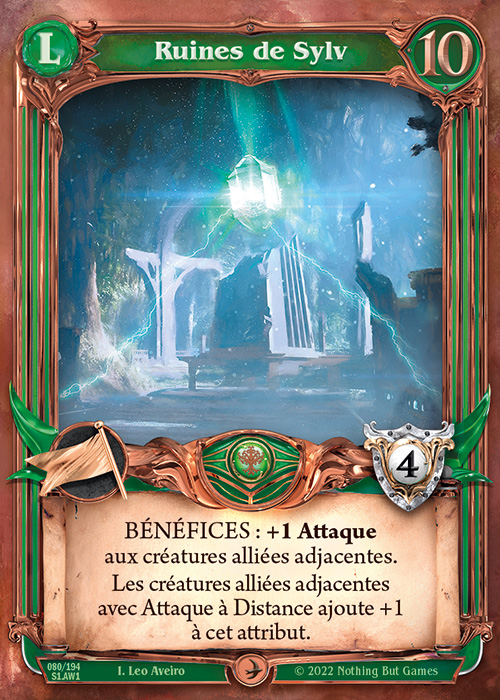 L
Ruines de Sylv
10
4
BÉNÉFICES : +1 Attaque
aux créatures alliées adjacentes.
Les créatures alliées adjacentes
avec Attaque à Distance ajoute +1
à cet attribut.
080/194
S1.AW1
I. Leo Aveiro
© 2022 Nothing But Games